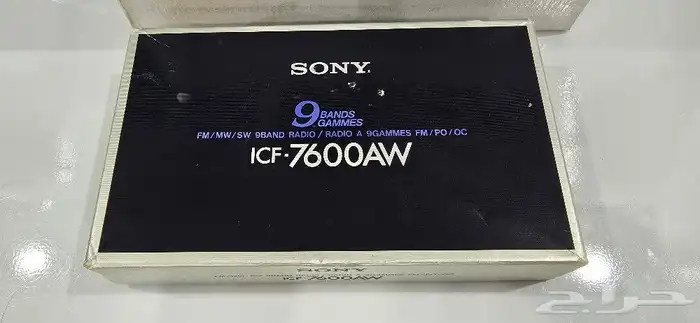 SONY
9 BANDS
GAMMES
FM/MW/SW 9BAND RADIO/RADIO A 9GAMMES FM/PO/OC
ICF-7600AW
SONY
ICF-7600AW
حراج